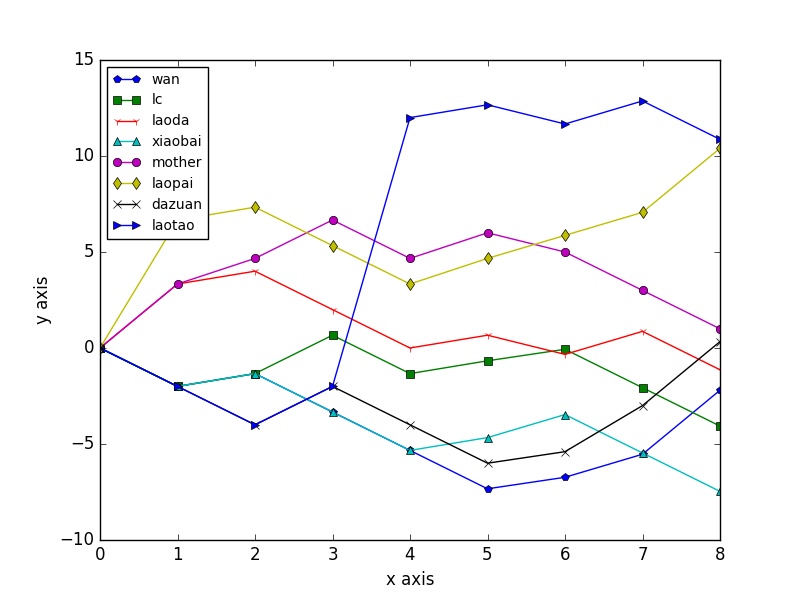 15
10
5
0
−5
−10
y axis
wan
lc
laoda
xiaobai
mother
laopai
dazuan
laotao
0 1 2 3 4 5 6 7 8
x axis